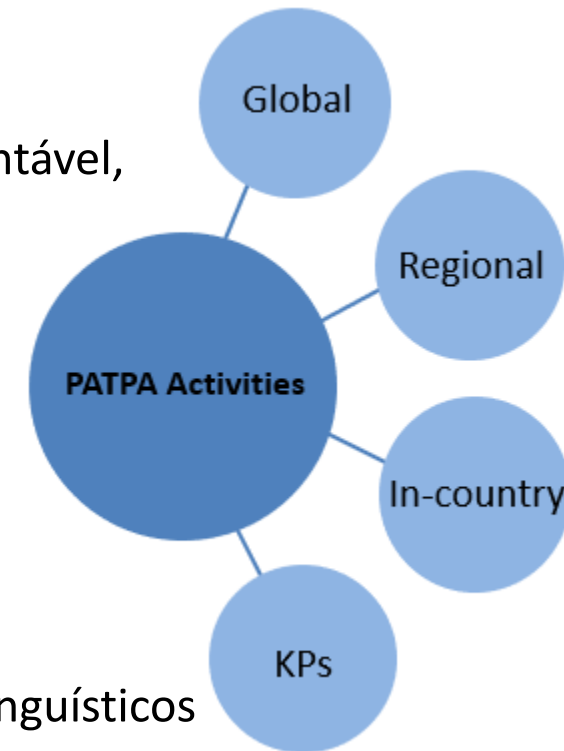 Global
ntável,
Regional
PATPA Activities
In-country
KPs
nguísticos